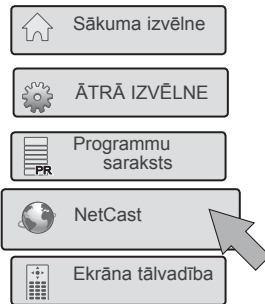 Sākuma izvēlne
ĀTRĀ IZVĒLNE
Programmu
saraksts
PR
NetCast
Ekrāna tālvadība